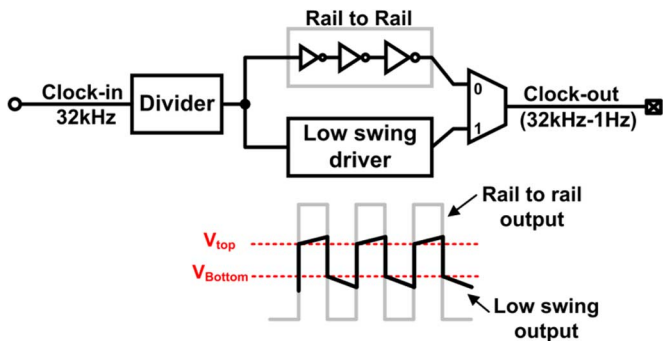 Rail to Rail
Clock-in
32kHz
Divider
0
Clock-out
(32kHz-1Hz)
Low swing
driver
1
Rail to rail
output
Vtop
VBottom
Low swing
output